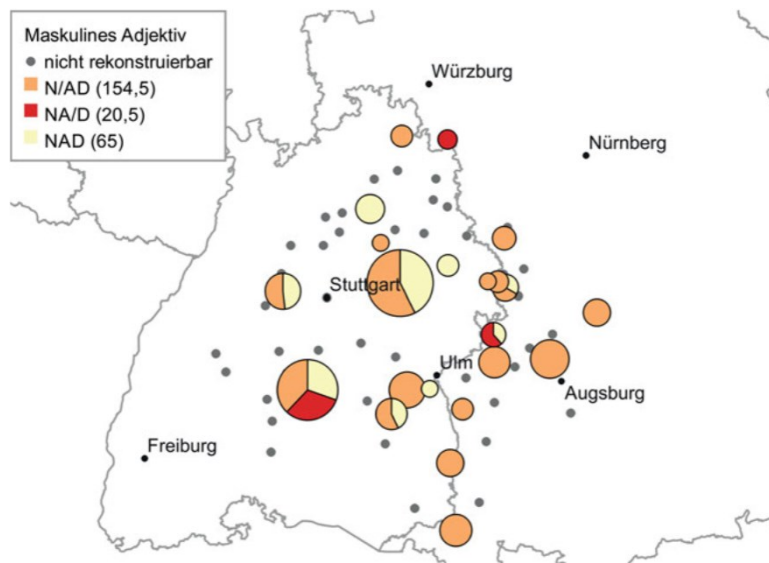 Maskulines Adjektiv
nicht rekonstruierbar
N/AD (154,5)
NA/D (20,5)
NAD (65)
Würzburg
Nürnberg
Stuttgart
Ulm
Augsburg
Freiburg